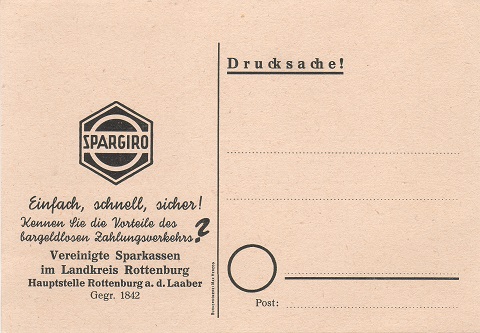 SPARGIRO
Einfach, schnell, sicher!
Kennen Sie die Vorteile des
bargeldlosen Zahlungsverkehrs?
Vereinigte Sparkassen
im Landkreis Rottenburg
Hauptstelle Rottenburg a. d. Laaber
Gegr. 1842
Drucksache!
Post: